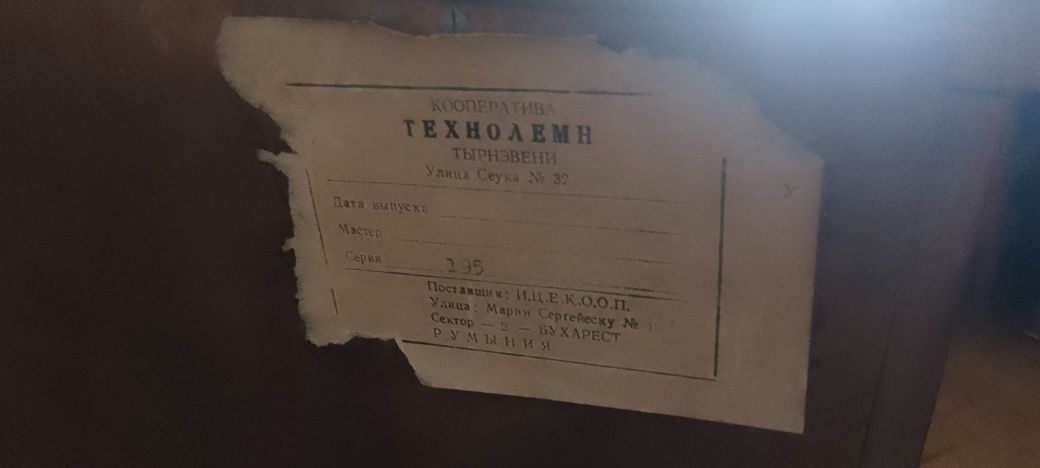 КООПЕРАТИВА
ТЕХНОЛЕМН
ТЫРНЭВЕНИ
Улица Сеука № 32
Дата выпуска
Мастер
Серия 195
Поставщик: И.Ц.Е.К.О.О.П.
Улица: Марин Сергейеску №
Сектор — 2 — БУХАРЕСТ
РУМЫНИЯ